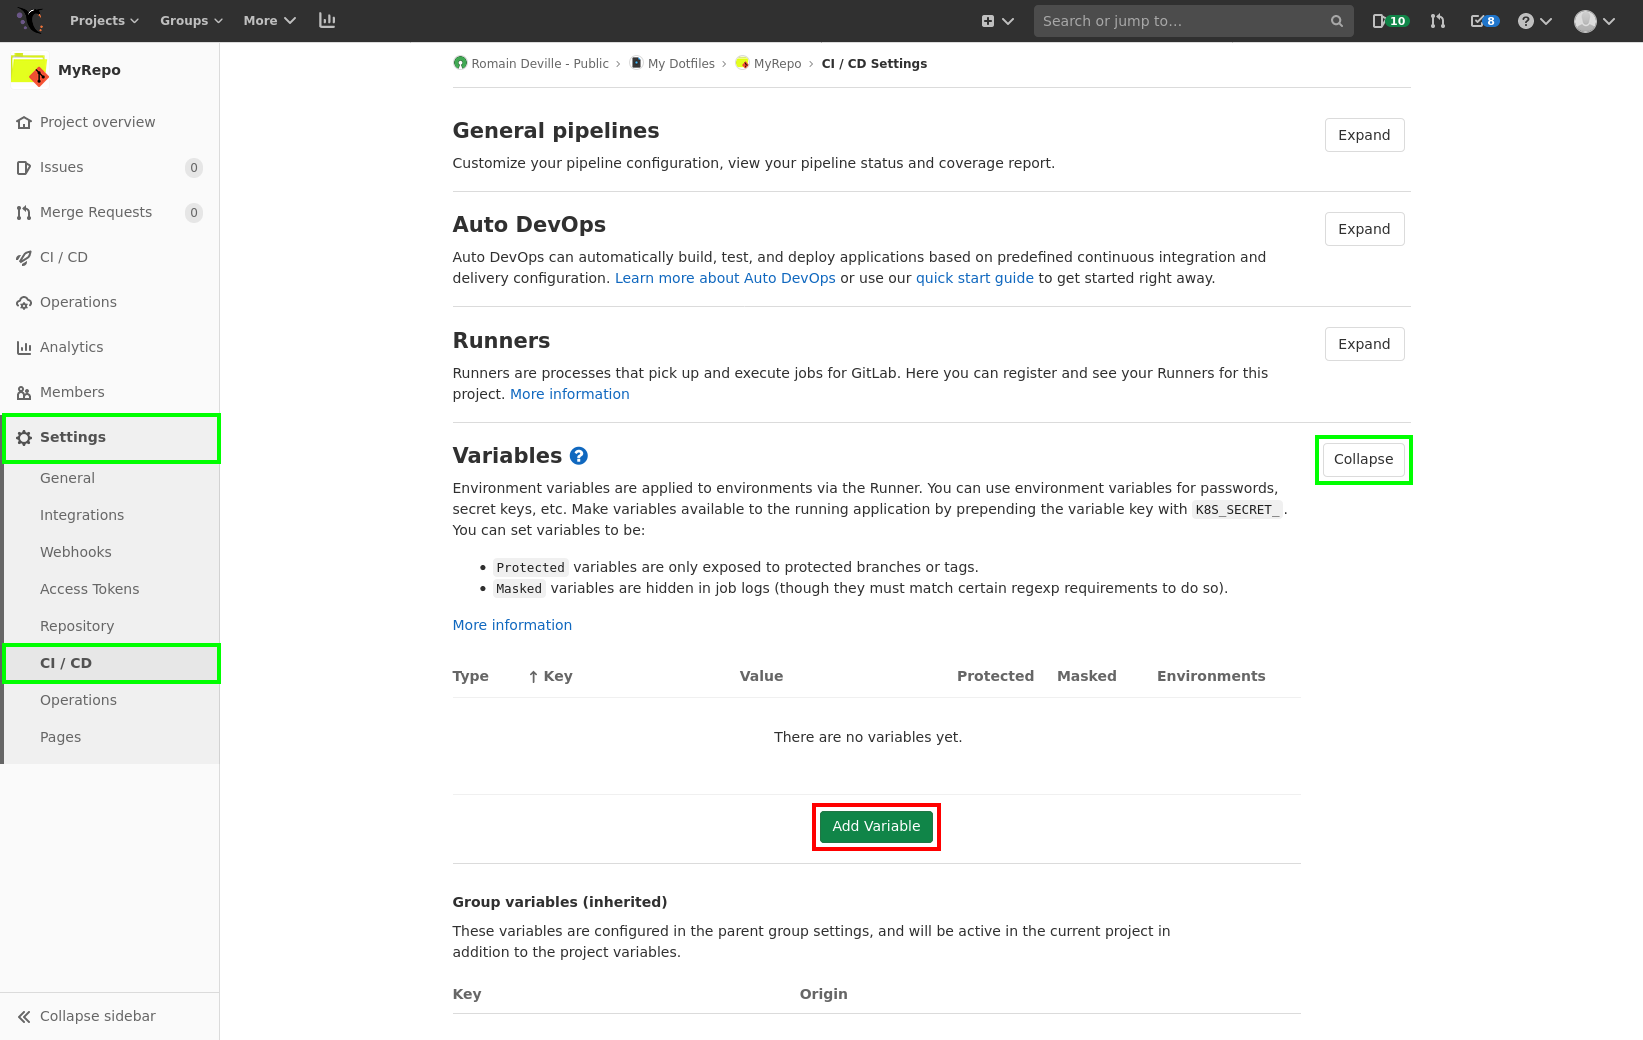 Projects Groups More Search or jump to... 10 8
MyRepo
Project overview
Issues 0
Merge Requests 0
CI / CD
Operations
Analytics
Members
Settings
General
Integrations
Webhooks
Access Tokens
Repository
CI / CD
Operations
Pages
Collapse sidebar
Romain Deville - Public › My Dotfiles › MyRepo › CI / CD Settings
General pipelines
Expand
Customize your pipeline configuration, view your pipeline status and coverage report.
Auto DevOps
Expand
Auto DevOps can automatically build, test, and deploy applications based on predefined continuous integration and
delivery configuration. Learn more about Auto DevOps or use our quick start guide to get started right away.
Runners
Expand
Runners are processes that pick up and execute jobs for GitLab. Here you can register and see your Runners for this
project. More information
Variables ?
Collapse
Environment variables are applied to environments via the Runner. You can use environment variables for passwords,
secret keys, etc. Make variables available to the running application by prepending the variable key with K8S_SECRET_.
You can set variables to be:
• Protected variables are only exposed to protected branches or tags.
• Masked variables are hidden in job logs (though they must match certain regexp requirements to do so).
More information
Type ↑ Key Value Protected Masked Environments
There are no variables yet.
Add Variable
Group variables (inherited)
These variables are configured in the parent group settings, and will be active in the current project in
addition to the project variables.
Key Origin